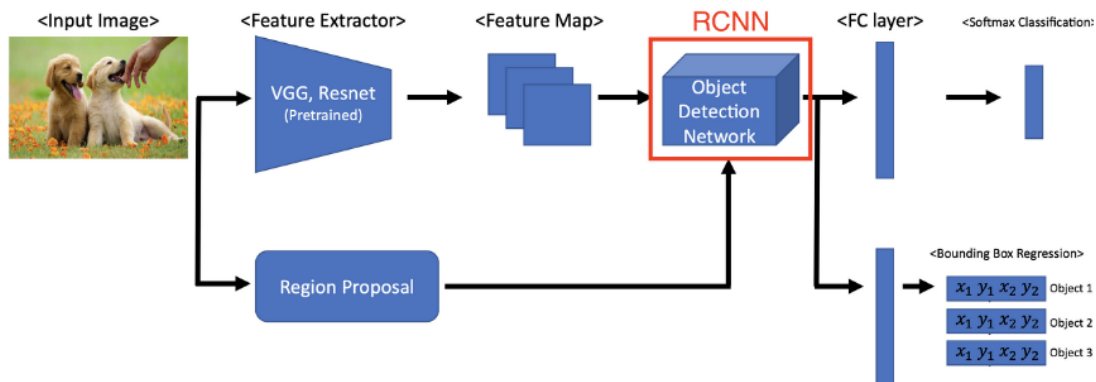 <Input Image>
<Feature Extractor>
<Feature Map>
RCNN
<FC layer>
<Softmax Classification>
VGG, Resnet
(Pretrained)
Object
Detection
Network
Region Proposal
<Bounding Box Regression>
x₁ y₁ x₂ y₂ Object 1
x₁ y₁ x₂ y₂ Object 2
x₁ y₁ x₂ y₂ Object 3